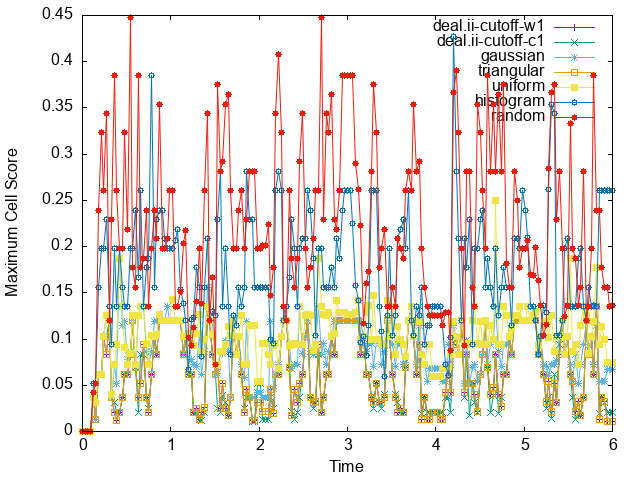 0.45
0.4
0.35
0.3
0.25
0.2
0.15
0.1
0.05
0
Maximum Cell Score
deal.ii-cutoff-w1
deal.ii-cutoff-c1
gaussian
triangular
uniform
histogram
random
0 1 2 3 4 5 6
Time